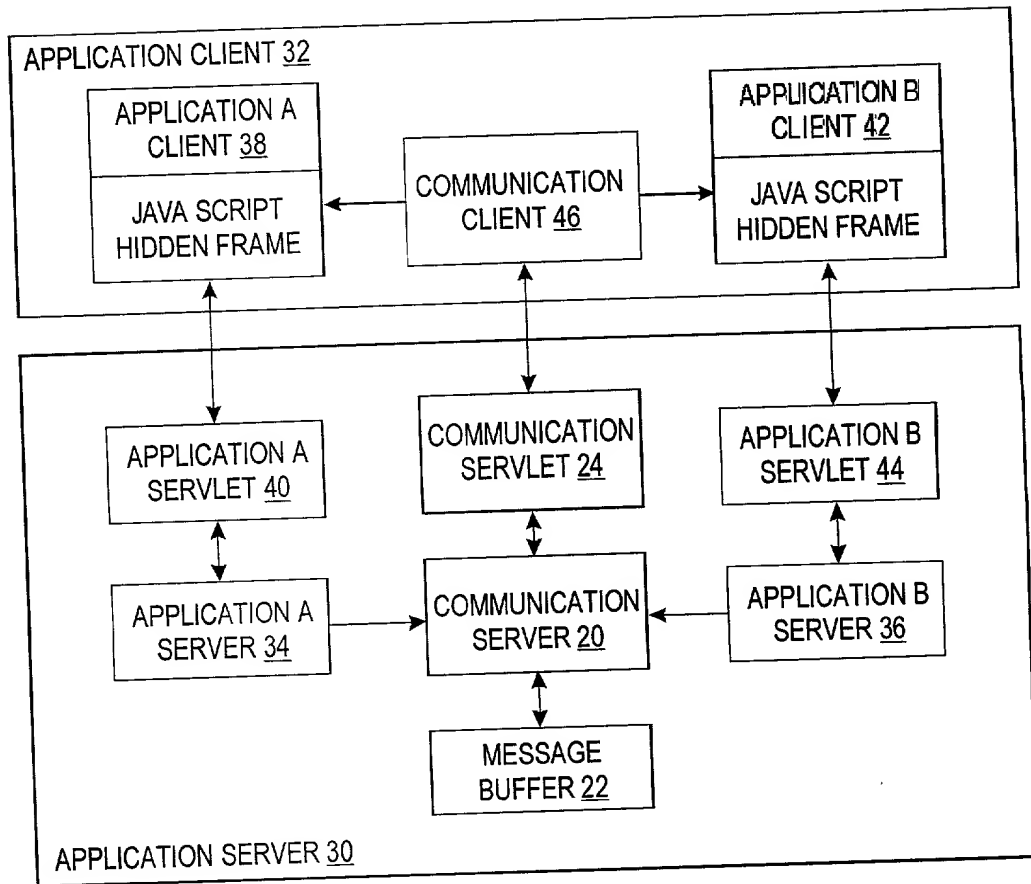 APPLICATION CLIENT 32
APPLICATION A
CLIENT 38
JAVA SCRIPT
HIDDEN FRAME
COMMUNICATION
CLIENT 46
APPLICATION B
CLIENT 42
JAVA SCRIPT
HIDDEN FRAME
APPLICATION A
SERVLET 40
COMMUNICATION
SERVLET 24
APPLICATION B
SERVLET 44
APPLICATION A
SERVER 34
COMMUNICATION
SERVER 20
APPLICATION B
SERVER 36
MESSAGE
BUFFER 22
APPLICATION SERVER 30